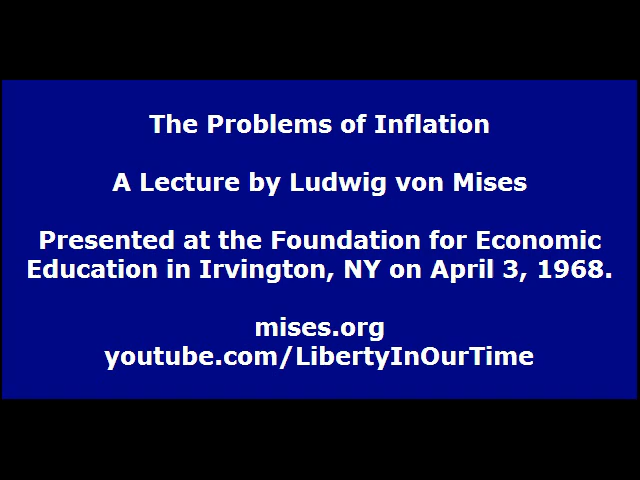 The Problems of Inflation
A Lecture by Ludwig von Mises
Presented at the Foundation for Economic
Education in Irvington, NY on April 3, 1968.
mises.org
youtube.com/LibertyInOurTime